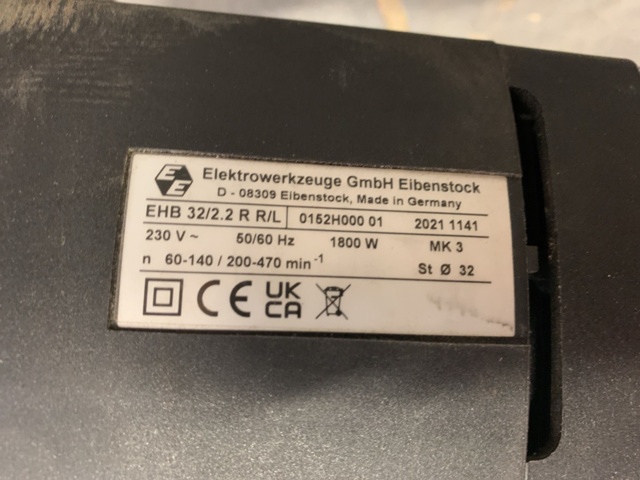 EE
Elektrowerkzeuge GmbH Eibenstock
D - 08309 Eibenstock, Made in Germany
EHB 32/2.2 R R/L 0152H000 01 2021 1141
230 V ~ 50/60 Hz 1800 W MK 3
n 60-140 / 200-470 min⁻¹ St Ø 32
CE UK CA